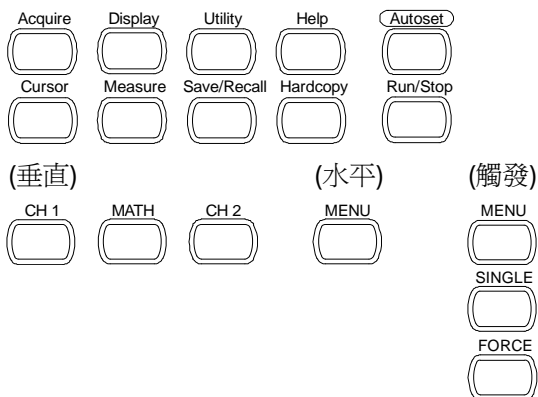 Acquire Display Utility Help Autoset
Cursor Measure Save/Recall Hardcopy Run/Stop
(垂直) (水平) (觸發)
CH 1 MATH CH 2 MENU MENU
SINGLE
FORCE